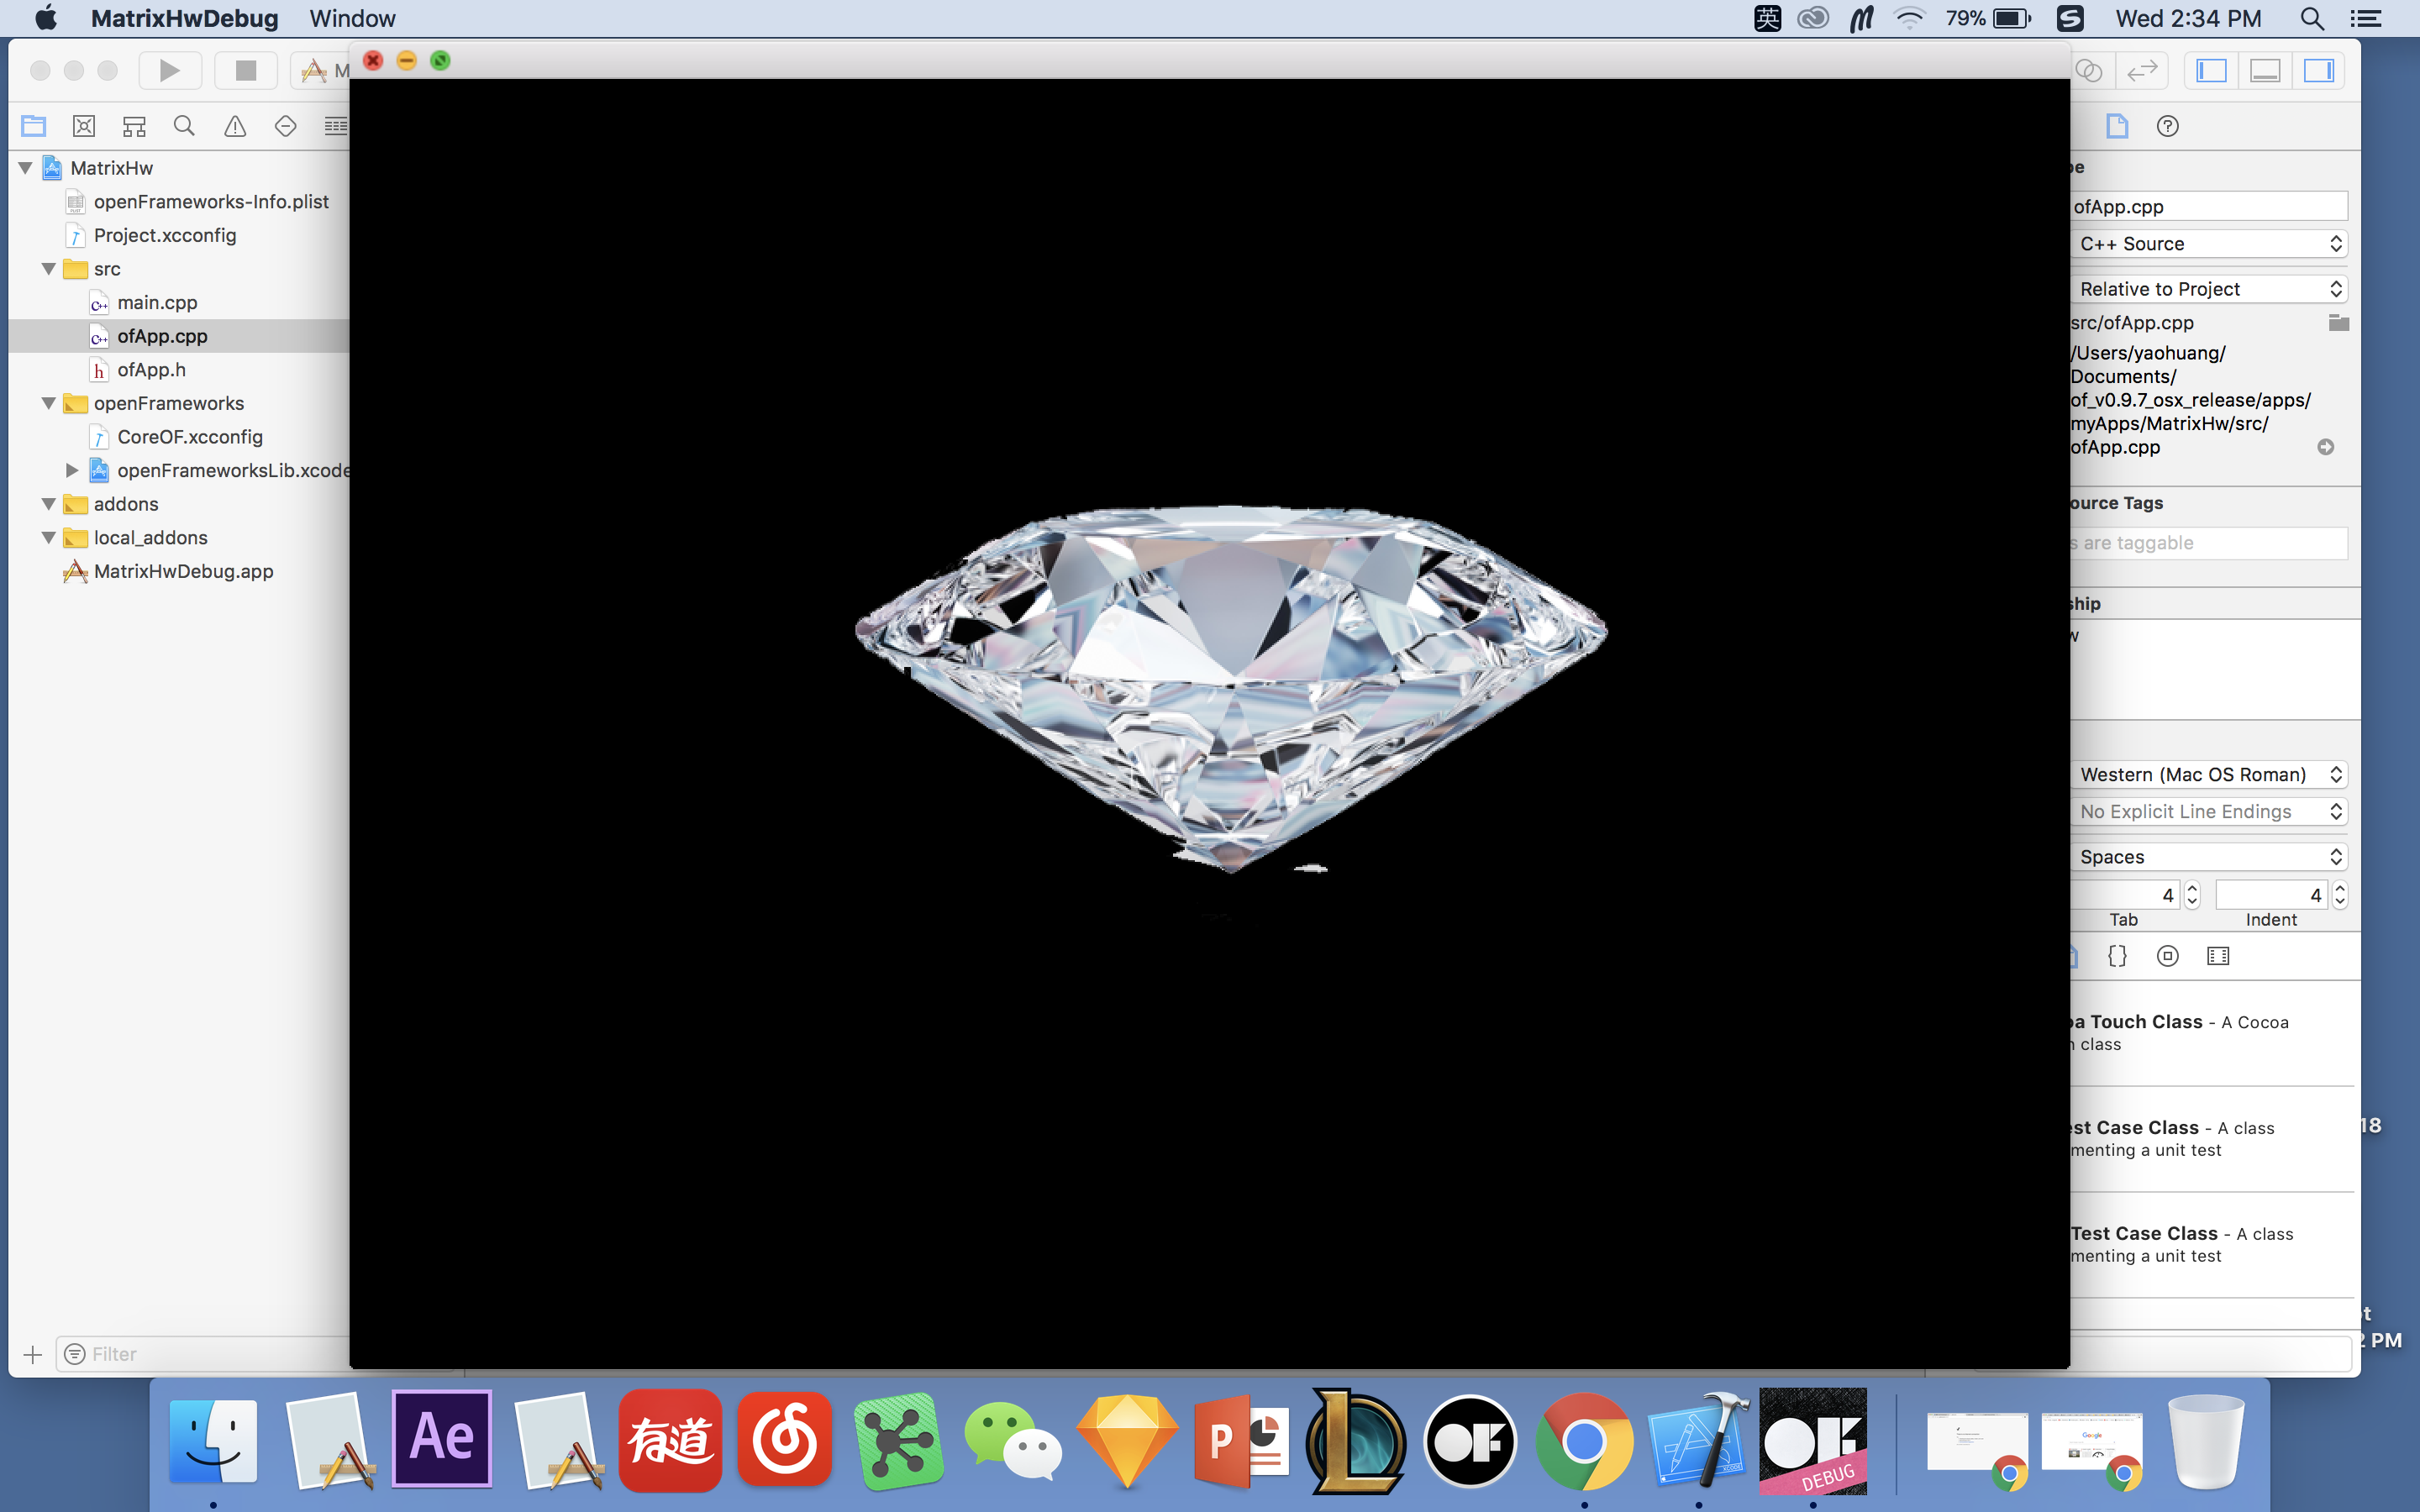 MatrixHwDebug Window 英 79% Wed 2:34 PM
M
MatrixHw
openFrameworks-Info.plist
Project.xcconfig
src
main.cpp
ofApp.cpp
ofApp.h
openFrameworks
CoreOF.xcconfig
openFrameworksLib.xcode
addons
local_addons
MatrixHwDebug.app
Filter
pe
ofApp.cpp
C++ Source
Relative to Project
src/ofApp.cpp
/Users/yaohuang/
Documents/
of_v0.9.7_osx_release/apps/
myApps/MatrixHw/src/
ofApp.cpp
ource Tags
s are taggable
ship
w
Western (Mac OS Roman)
No Explicit Line Endings
Spaces
4 4
Tab Indent
a Touch Class - A Cocoa
class
st Case Class - A class
menting a unit test
Test Case Class - A class
menting a unit test
18
t
2 PM
Ae
有道
P
OF
DEBUG
Google